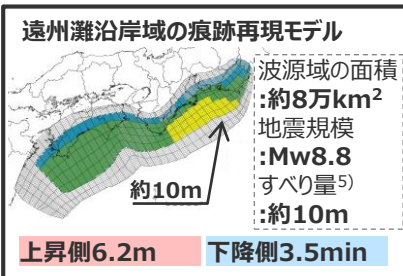 遠州灘沿岸域の痕跡再現モデル
波源域の面積
:約8万km²
地震規模
:Mw8.8
すべり量⁵⁾
:約10m
約10m
上昇側6.2m 下降側3.5min